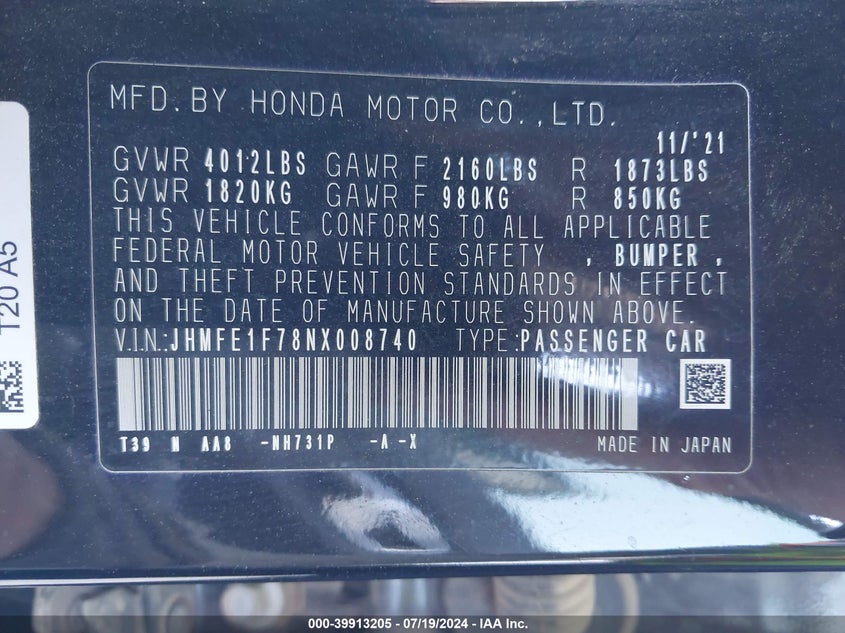 MFD. BY HONDA MOTOR CO., LTD.
11/'21
GVWR 4012LBS GAWR F 2160LBS R 1873LBS
GVWR 1820KG GAWR F 980KG R 850KG
THIS VEHICLE CONFORMS TO ALL APPLICABLE
FEDERAL MOTOR VEHICLE SAFETY , BUMPER ,
AND THEFT PREVENTION STANDARDS IN EFFECT
ON THE DATE OF MANUFACTURE SHOWN ABOVE.
V.I.N.: JHMFE1F78NX008740 TYPE: PASSENGER CAR
T39 N AA8 -NH731P -A -X
MADE IN JAPAN
T20 A5
000-39913205 - 07/19/2024 - IAA Inc.